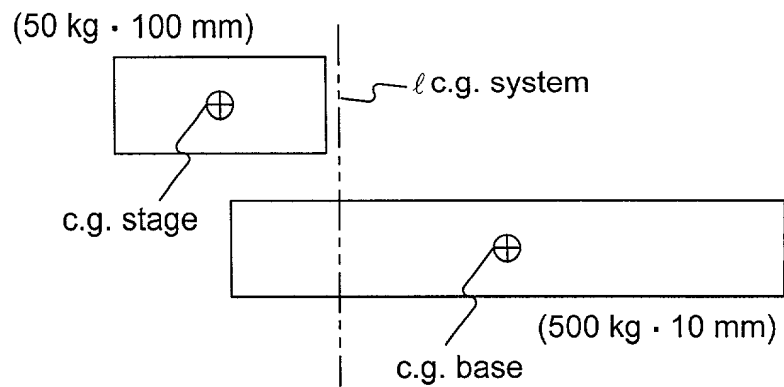 (50 kg · 100 mm)
ℓ c.g. system
c.g. stage
(500 kg · 10 mm)
c.g. base